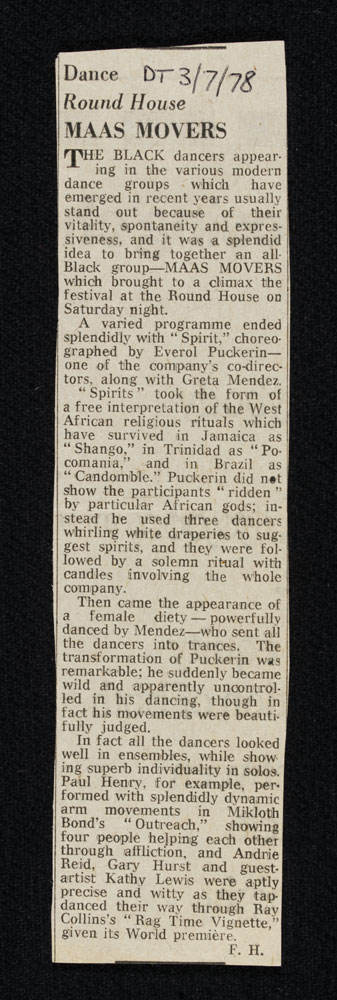 Dance DT 3/7/78
Round House
MAAS MOVERS
THE BLACK dancers appear-
ing in the various modern
dance groups which have
emerged in recent years usually
stand out because of their
vitality, spontaneity and expres-
siveness, and it was a splendid
idea to bring together an all-
Black group—MAAS MOVERS
which brought to a climax the
festival at the Round House on
Saturday night.
A varied programme ended
splendidly with "Spirit," choreo-
graphed by Everol Puckerin—
one of the company's co-direc-
tors, along with Greta Mendez.
"Spirits" took the form of
a free interpretation of the West
African religious rituals which
have survived in Jamaica as
"Shango," in Trinidad as "Po-
comania," and in Brazil as
"Candomble." Puckerin did not
show the participants "ridden"
by particular African gods; in-
stead he used three dancers
whirling white draperies to sug-
gest spirits, and they were fol-
lowed by a solemn ritual with
candles involving the whole
company.
Then came the appearance of
a female diety — powerfully
danced by Mendez—who sent all
the dancers into trances. The
transformation of Puckerin was
remarkable; he suddenly became
wild and apparently uncontrol-
led in his dancing, though in
fact his movements were beauti-
fully judged.
In fact all the dancers looked
well in ensembles, while show
ing superb individuality in solos.
Paul Henry, for example, per-
formed with splendidly dynamic
arm movements in Mikloth
Bond's "Outreach," showing
four people helping each other
through affliction, and Andrie
Reid, Gary Hurst and guest-
artist Kathy Lewis were aptly
precise and witty as they tap-
danced their way through Ray
Collins's "Rag Time Vignette,"
given its World première.
F. H.